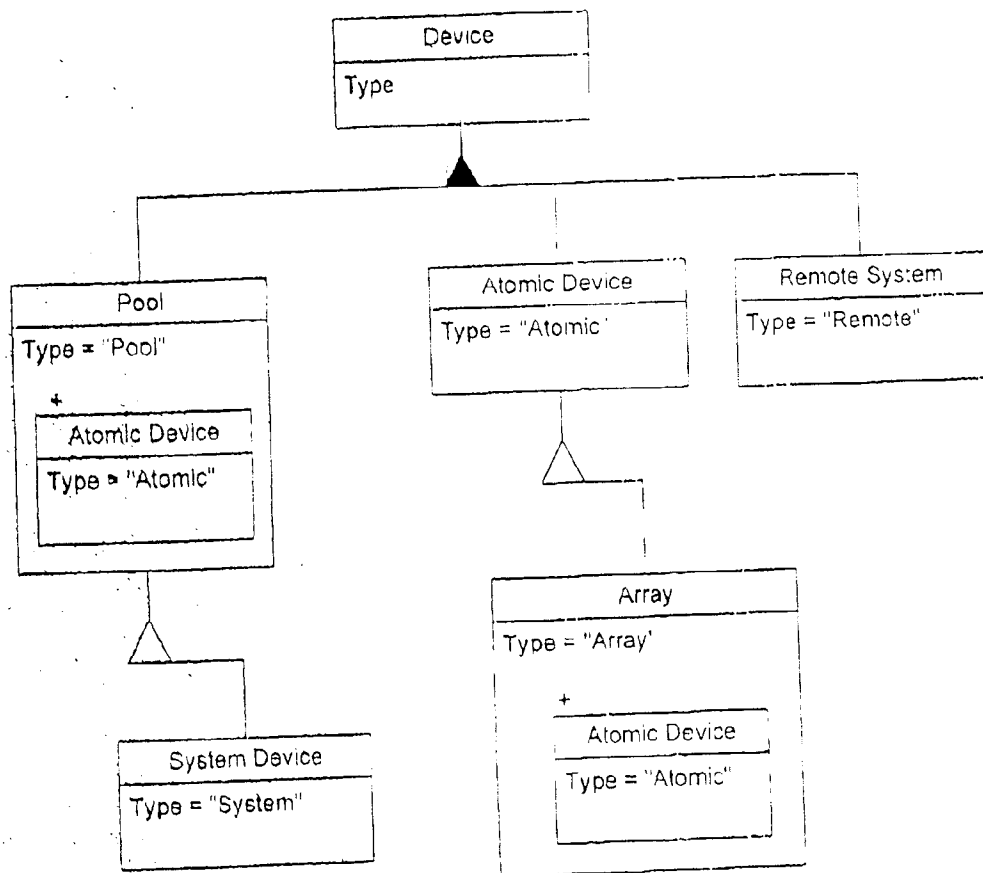 Device
Type
Pool
Type = "Pool"
+
Atomic Device
Type = "Atomic"
Atomic Device
Type = "Atomic"
Remote System
Type = "Remote"
System Device
Type = "System"
Array
Type = "Array'
+
Atomic Device
Type = "Atomic"